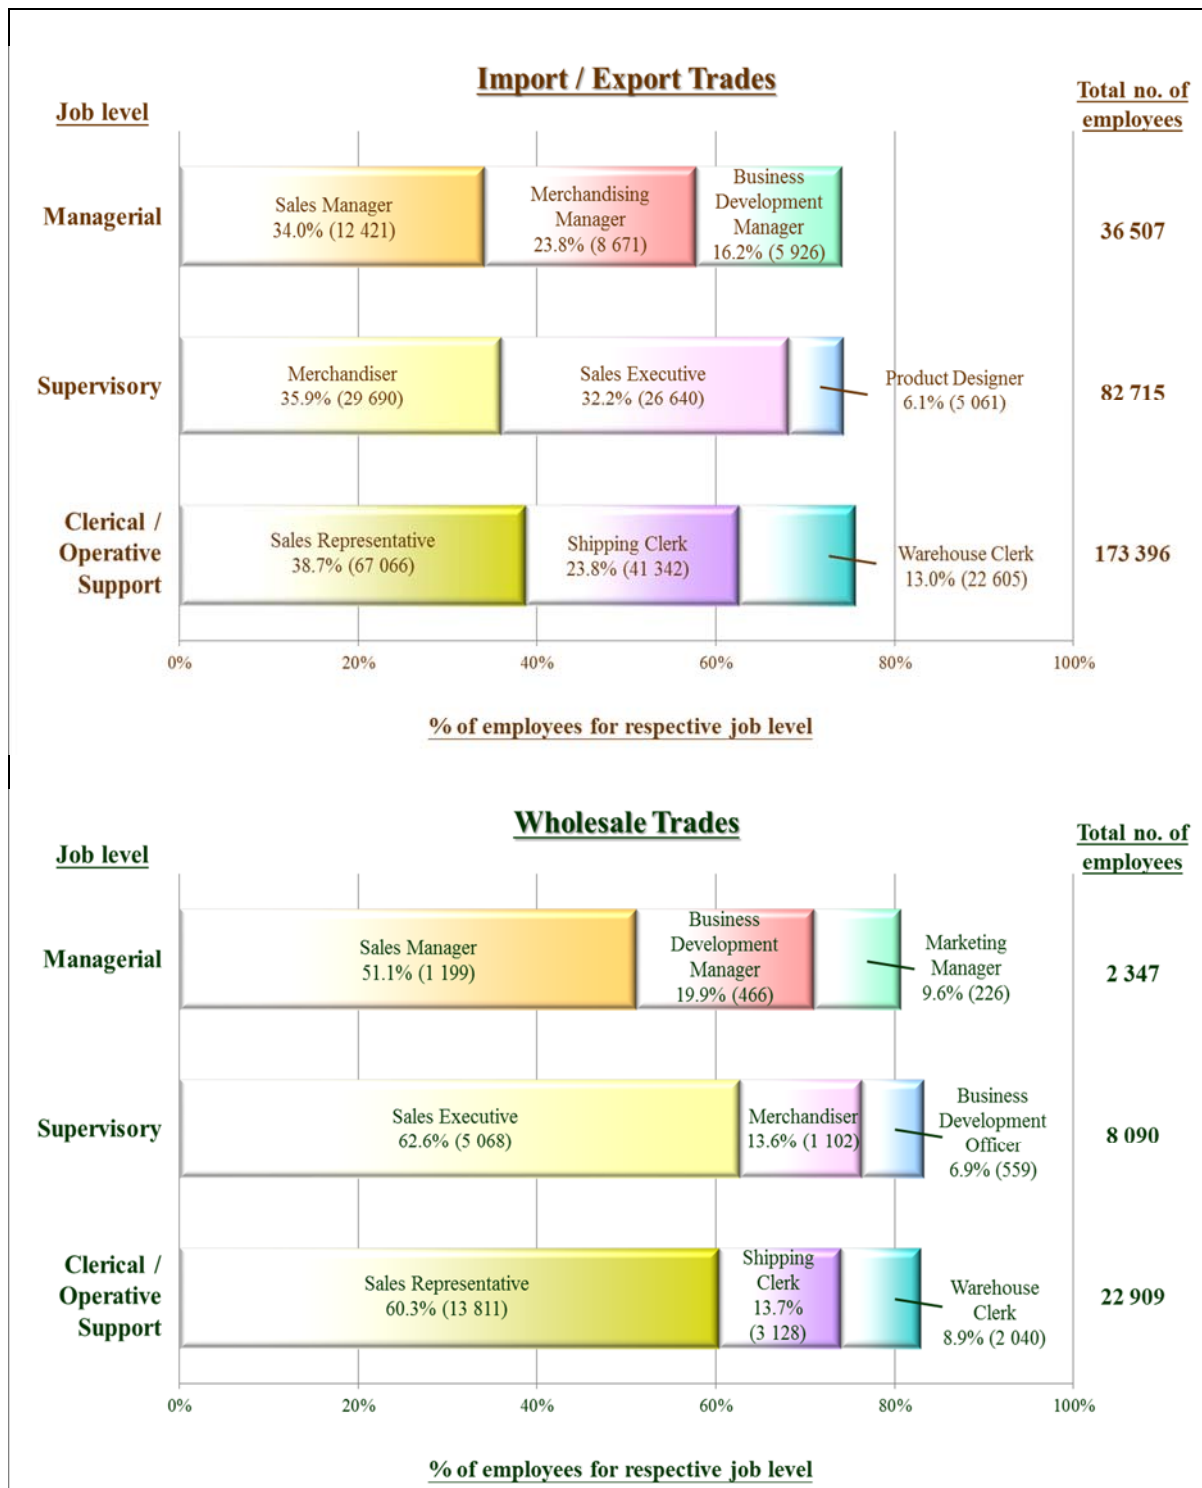 Import / Export Trades
Job level
Total no. of
employees
Managerial
Sales Manager
34.0% (12 421)
Merchandising
Manager
23.8% (8 671)
Business
Development
Manager
16.2% (5 926)
36 507
Supervisory
Merchandiser
35.9% (29 690)
Sales Executive
32.2% (26 640)
Product Designer
6.1% (5 061)
82 715
Clerical /
Operative
Support
Sales Representative
38.7% (67 066)
Shipping Clerk
23.8% (41 342)
Warehouse Clerk
13.0% (22 605)
173 396
0% 20% 40% 60% 80% 100%
% of employees for respective job level
Wholesale Trades
Job level
Total no. of
employees
Managerial
Sales Manager
51.1% (1 199)
Business
Development
Manager
19.9% (466)
Marketing
Manager
9.6% (226)
2 347
Supervisory
Sales Executive
62.6% (5 068)
Merchandiser
13.6% (1 102)
Business
Development
Officer
6.9% (559)
8 090
Clerical /
Operative
Support
Sales Representative
60.3% (13 811)
Shipping
Clerk
13.7%
(3 128)
Warehouse
Clerk
8.9% (2 040)
22 909
0% 20% 40% 60% 80% 100%
% of employees for respective job level